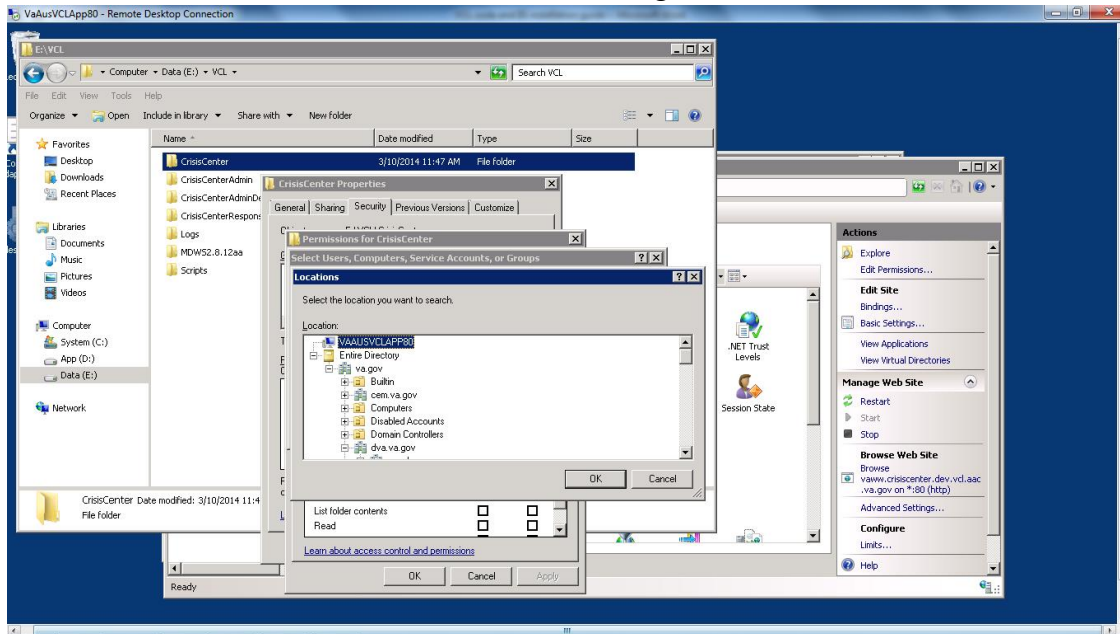 VaAusVCLApp80 - Remote Desktop Connection
E:\VCL
Computer Data (E:) VCL
Search VCL
File Edit View Tools Help
Organize Open Include in library Share with New folder
Favorites
Desktop
Downloads
Recent Places
Libraries
Documents
Music
Pictures
Videos
Computer
System (C:)
App (D:)
Data (E:)
Network
Name Date modified Type Size
CrisisCenter 3/10/2014 11:47 AM File folder
CrisisCenterAdmin
CrisisCenterAdminDe
CrisisCenterRespons
Logs
MDWS2.8.12aa
Scripts
CrisisCenter Date modified: 3/10/2014 11:4
File folder
CrisisCenter Properties
General Sharing Security Previous Versions Customize
Permissions for CrisisCenter
Select Users, Computers, Service Accounts, or Groups
Locations
Select the location you want to search.
Location:
VAAUSVCLAPP80
Entire Directory
va.gov
Builtin
cem.va.gov
Computers
Disabled Accounts
Domain Controllers
dva.va.gov
OK Cancel
List folder contents
Read
Learn about access control and permissions
OK Cancel Apply
Ready
.NET Trust
Levels
Session State
Actions
Explore
Edit Permissions...
Edit Site
Bindings...
Basic Settings...
View Applications
View Virtual Directories
Manage Web Site
Restart
Start
Stop
Browse Web Site
Browse
vaww.crisiscenter.dev.vcl.aac
.va.gov on *:80 (http)
Advanced Settings...
Configure
Limits...
Help